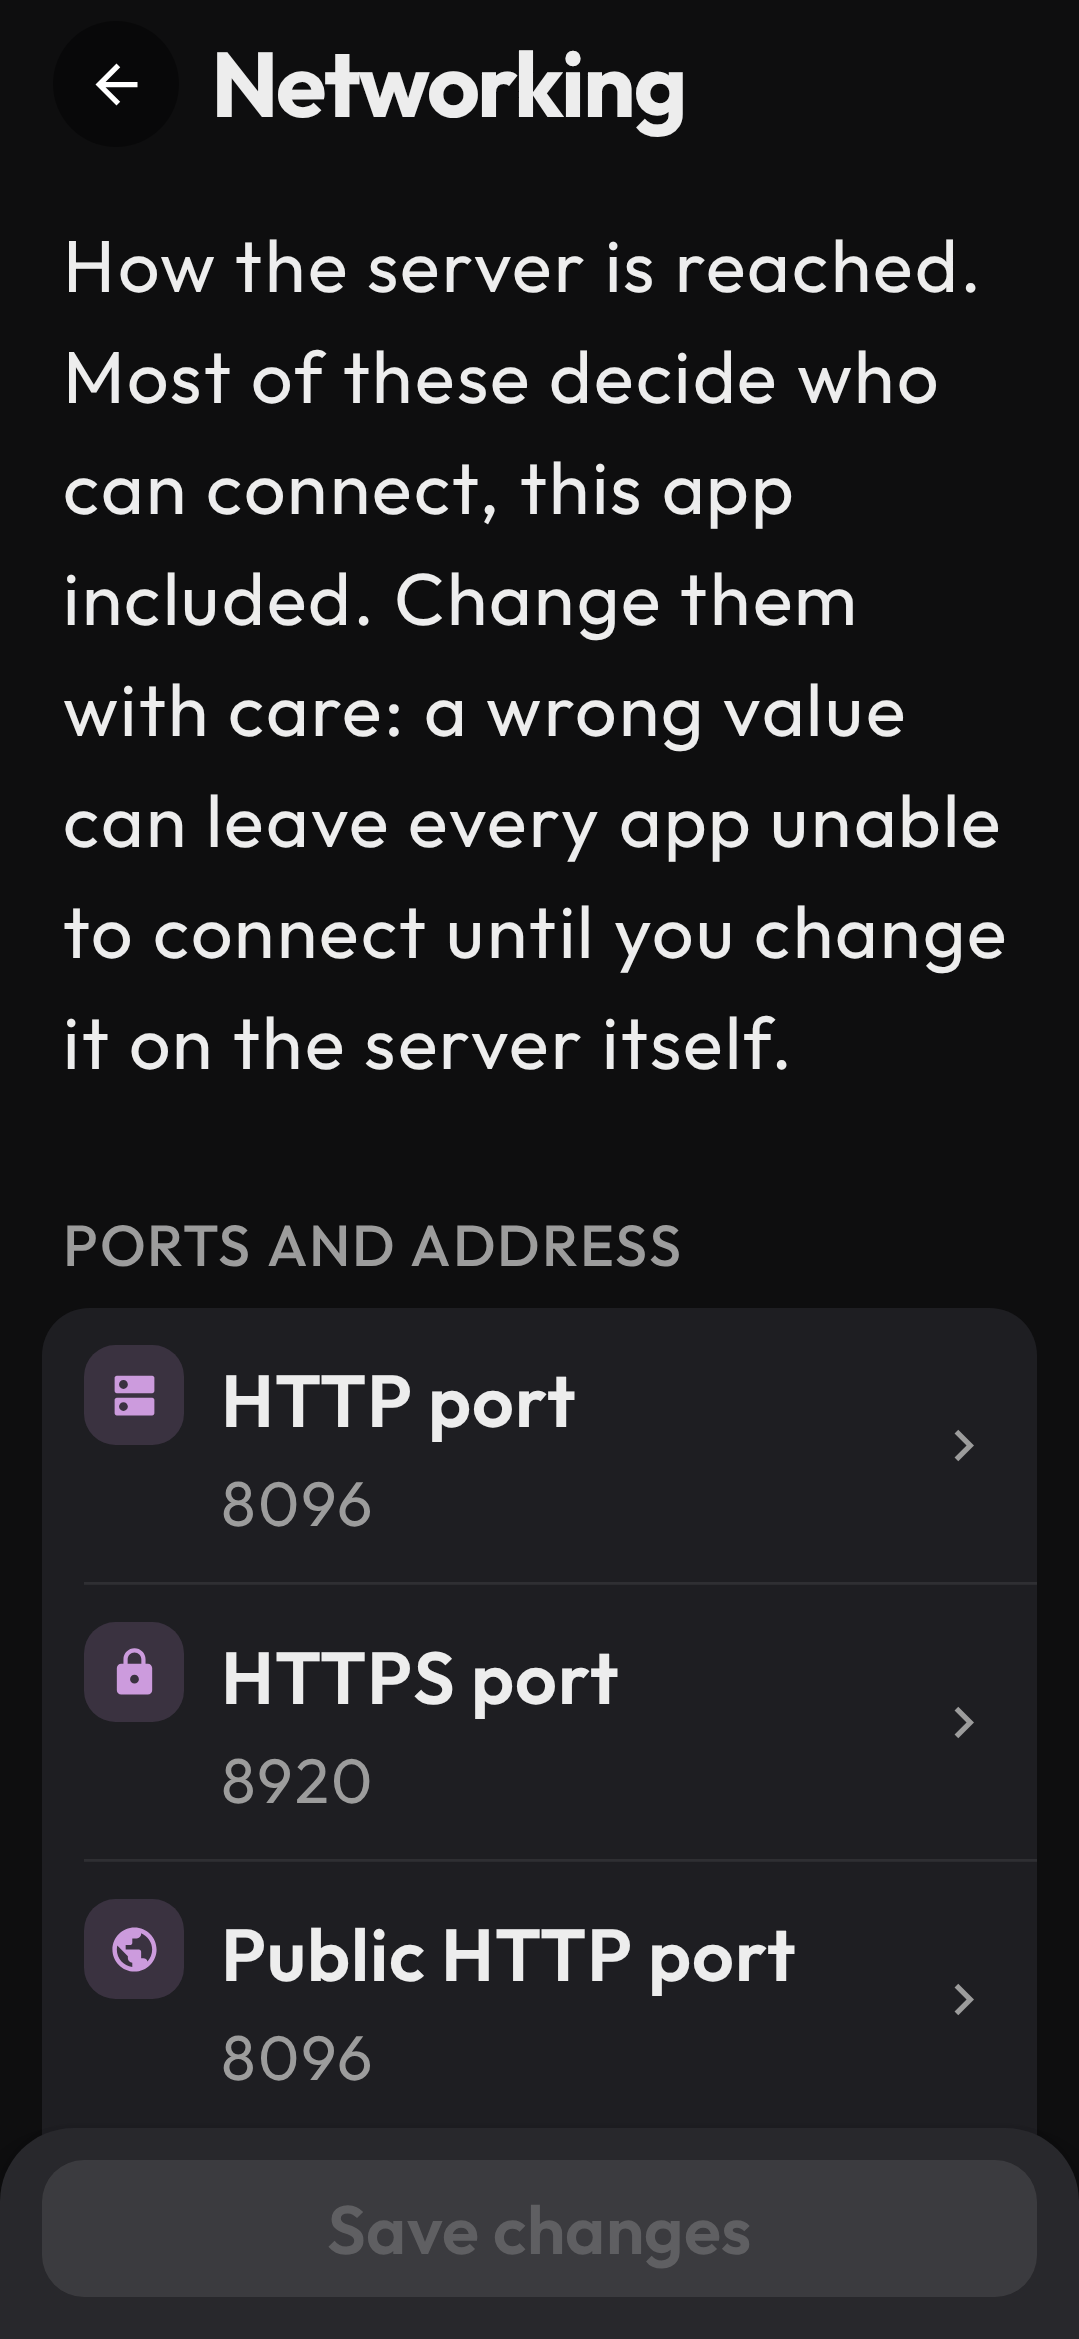 Networking
How the server is reached.
Most of these decide who
can connect, this app
included. Change them
with care: a wrong value
can leave every app unable
to connect until you change
it on the server itself.
PORTS AND ADDRESS
HTTP port
8096
HTTPS port
8920
Public HTTP port
8096
Save changes